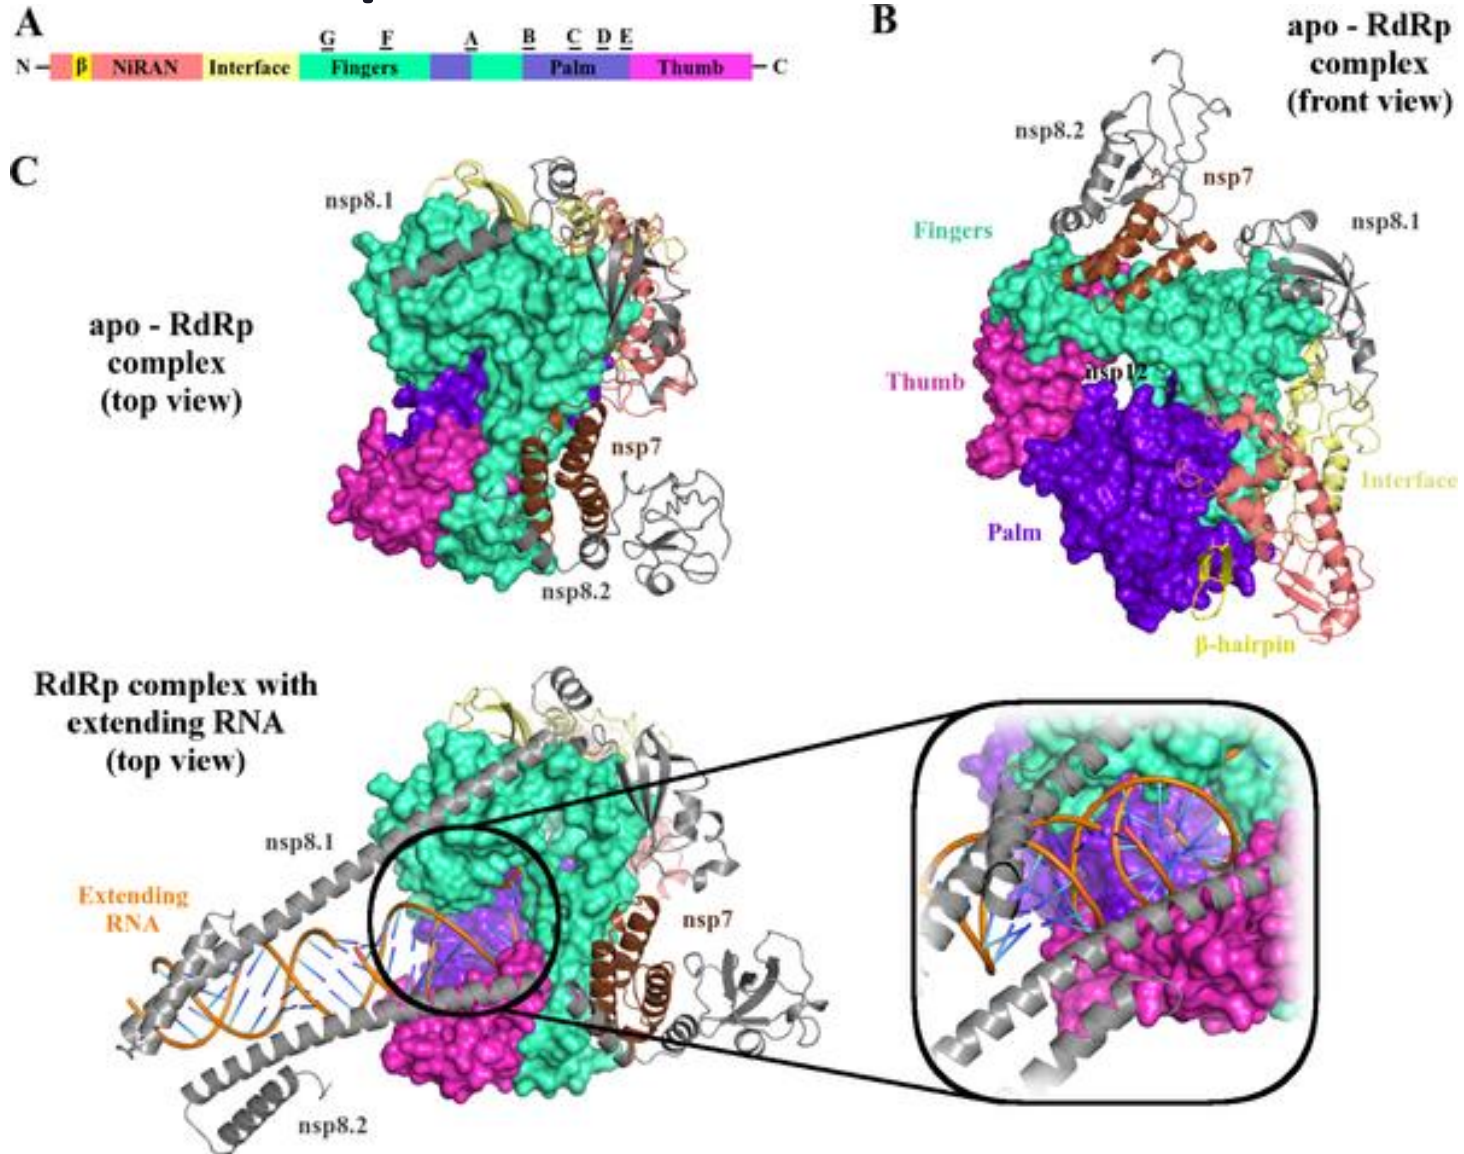 A
G F A B C D E
N β NiRAN Interface Fingers Palm Thumb C
B
apo - RdRp
complex
(front view)
nsp8.2
nsp7
nsp8.1
Fingers
Thumb
nsp12
Interface
Palm
β-hairpin
C
nsp8.1
apo - RdRp
complex
(top view)
nsp7
nsp8.2
RdRp complex with
extending RNA
(top view)
nsp8.1
Extending
RNA
nsp7
nsp8.2